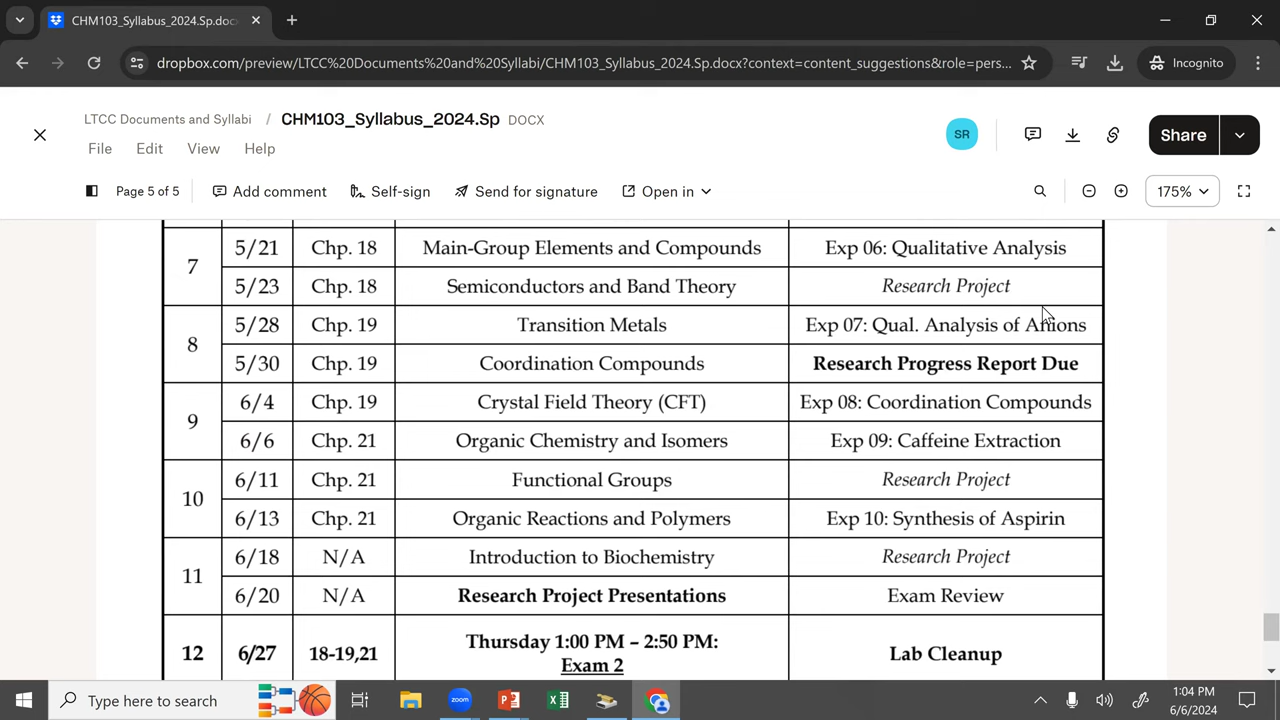 CHM103_Syllabus_2024.Sp.doc
dropbox.com/preview/LTCC%20Documents%20and%20Syllabi/CHM103_Syllabus_2024.Sp.docx?context=content_suggestions&role=pers...
Incognito
LTCC Documents and Syllabi / CHM103_Syllabus_2024.Sp DOCX
File Edit View Help
SR
Share
Page 5 of 5 Add comment Self-sign Send for signature Open in 175%
7
5/21 Chp. 18 Main-Group Elements and Compounds Exp 06: Qualitative Analysis
5/23 Chp. 18 Semiconductors and Band Theory Research Project
8
5/28 Chp. 19 Transition Metals Exp 07: Qual. Analysis of Anions
5/30 Chp. 19 Coordination Compounds Research Progress Report Due
9
6/4 Chp. 19 Crystal Field Theory (CFT) Exp 08: Coordination Compounds
6/6 Chp. 21 Organic Chemistry and Isomers Exp 09: Caffeine Extraction
10
6/11 Chp. 21 Functional Groups Research Project
6/13 Chp. 21 Organic Reactions and Polymers Exp 10: Synthesis of Aspirin
11
6/18 N/A Introduction to Biochemistry Research Project
6/20 N/A Research Project Presentations Exam Review
12 6/27 18-19,21 Thursday 1:00 PM – 2:50 PM:
Exam 2
Lab Cleanup
Type here to search
zoom
1:04 PM
6/6/2024